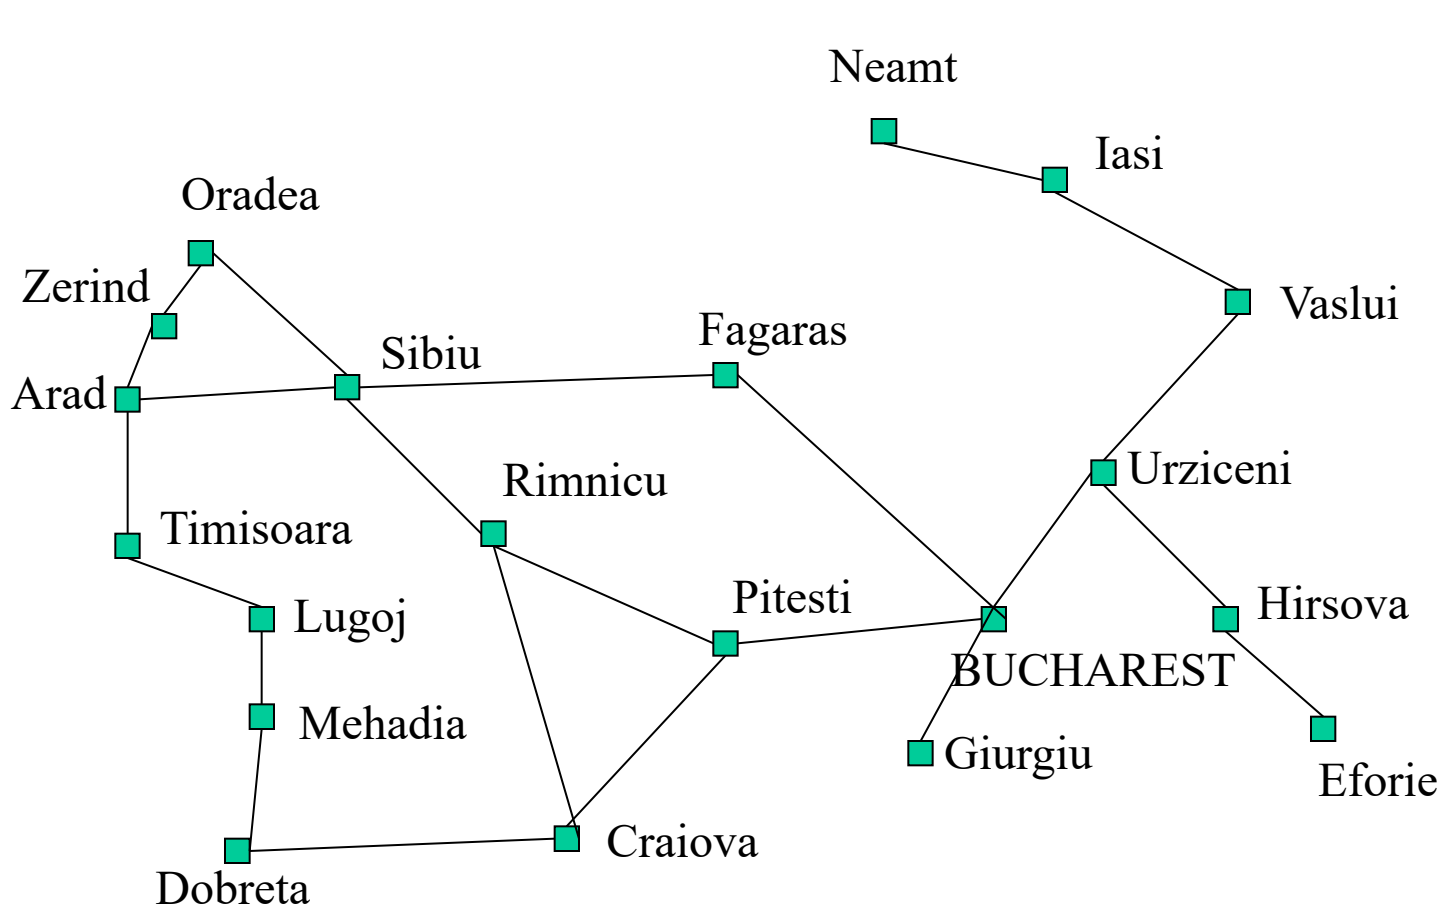 Neamt
Iasi
Oradea
Zerind
Vaslui
Fagaras
Sibiu
Arad
Urziceni
Rimnicu
Timisoara
Pitesti
Hirsova
Lugoj
BUCHAREST
Mehadia
Giurgiu
Eforie
Craiova
Dobreta